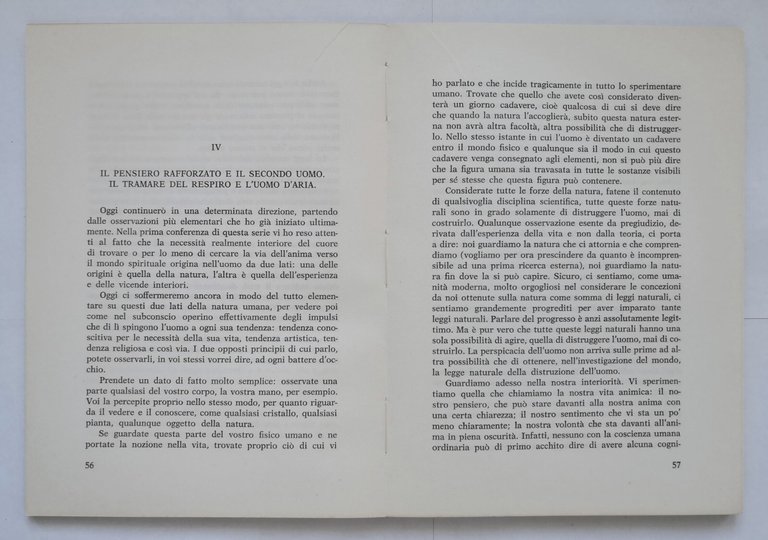 IV
IL PENSIERO RAFFORZATO E IL SECONDO UOMO.
IL TRAMARE DEL RESPIRO E L'UOMO D'ARIA.
Oggi continuerò in una determinata direzione, partendo
dalle osservazioni più elementari che ho già iniziato ultima-
mente. Nella prima conferenza di questa serie vi ho reso atten-
ti al fatto che la necessità realmente interiore del cuore
di trovare o per lo meno di cercare la via dell'anima verso
il mondo spirituale origina nell'uomo da due lati: una delle
origini è quella della natura, l'altra è quella dell'esperienza
e delle vicende interiori.
Oggi ci soffermeremo ancora in modo del tutto elemen-
tare su questi due lati della natura umana, per vedere poi
come nel subconscio operino effettivamente degli impulsi
che di lì spingono l'uomo a ogni sua tendenza: tendenza cono-
scitiva per le necessità della sua vita, tendenza artistica, ten-
denza religiosa e così via. I due opposti principii di cui parlo,
potete osservarli, in voi stessi vorrei dire, ad ogni batter d'oc-
chio.
Prendete un dato di fatto molto semplice: osservate una
parte qualsiasi del vostro corpo, la vostra mano, per esempio.
Voi la percepite proprio nello stesso modo, per quanto riguar-
da il vedere e il conoscere, come qualsiasi cristallo, qualsiasi
pianta, qualunque oggetto della natura.
Se guardate questa parte del vostro fisico umano e ne
portate la nozione nella vita, trovate proprio ciò di cui vi
56
ho parlato e che incide tragicamente in tutto lo sperimentare
umano. Trovate che quello che avete così considerato diven-
terà un giorno cadavere, cioè qualcosa di cui si deve dire
che quando la natura l'accoglierà, subito questa natura ester-
na non avrà altra facoltà, altra possibilità che di distrugger-
lo. Nello stesso istante in cui l'uomo è diventato un cadavere
entro il mondo fisico e qualunque sia il modo in cui questo
cadavere venga consegnato agli elementi, non si può più dire
che la figura umana sia travasata in tutte le sostanze visibili
per sé stesse che questa figura può contenere.
Considerate tutte le forze della natura, fatene il contenuto
di qualsivoglia disciplina scientifica, tutte queste forze natu-
rali sono in grado solamente di distruggere l'uomo, mai di
costruirlo. Qualunque osservazione esente da pregiudizio, de-
rivata dall'esperienza della vita e non dalla teoria, ci porta
a dire: noi guardiamo la natura che ci attornia e che compren-
diamo (vogliamo per ora prescindere da quanto è incompren-
sibile ad una prima ricerca esterna), noi guardiamo la natu-
ra fin dove la si può capire. Sicuro, ci sentiamo, come uma-
nità moderna, molto orgogliosi nel considerare le concezioni
da noi ottenute sulla natura come somma di leggi naturali, ci
sentiamo grandemente progrediti per aver imparato tante
leggi naturali. Parlare del progresso è anzi assolutamente legit-
timo. Ma è pur vero che tutte queste leggi naturali hanno una
sola possibilità di agire, quella di distruggere l'uomo, mai di co-
struirlo. La perspicacia dell'uomo non arriva sulle prime ad al-
tra possibilità che di ottenere, nell'investigazione del mondo,
la legge naturale della distruzione dell'uomo.
Guardiamo adesso nella nostra interiorità. Vi sperimen-
tiamo quella che chiamiamo la nostra vita animica: il no-
stro pensiero, che può stare davanti alla nostra anima con
una certa chiarezza; il nostro sentimento che vi sta un po'
meno chiaramente; la nostra volontà che sta davanti all'ani-
ma in piena oscurità. Infatti, nessuno con la coscienza umana
ordinaria può di primo acchito dire di avere alcuna cogni-
57